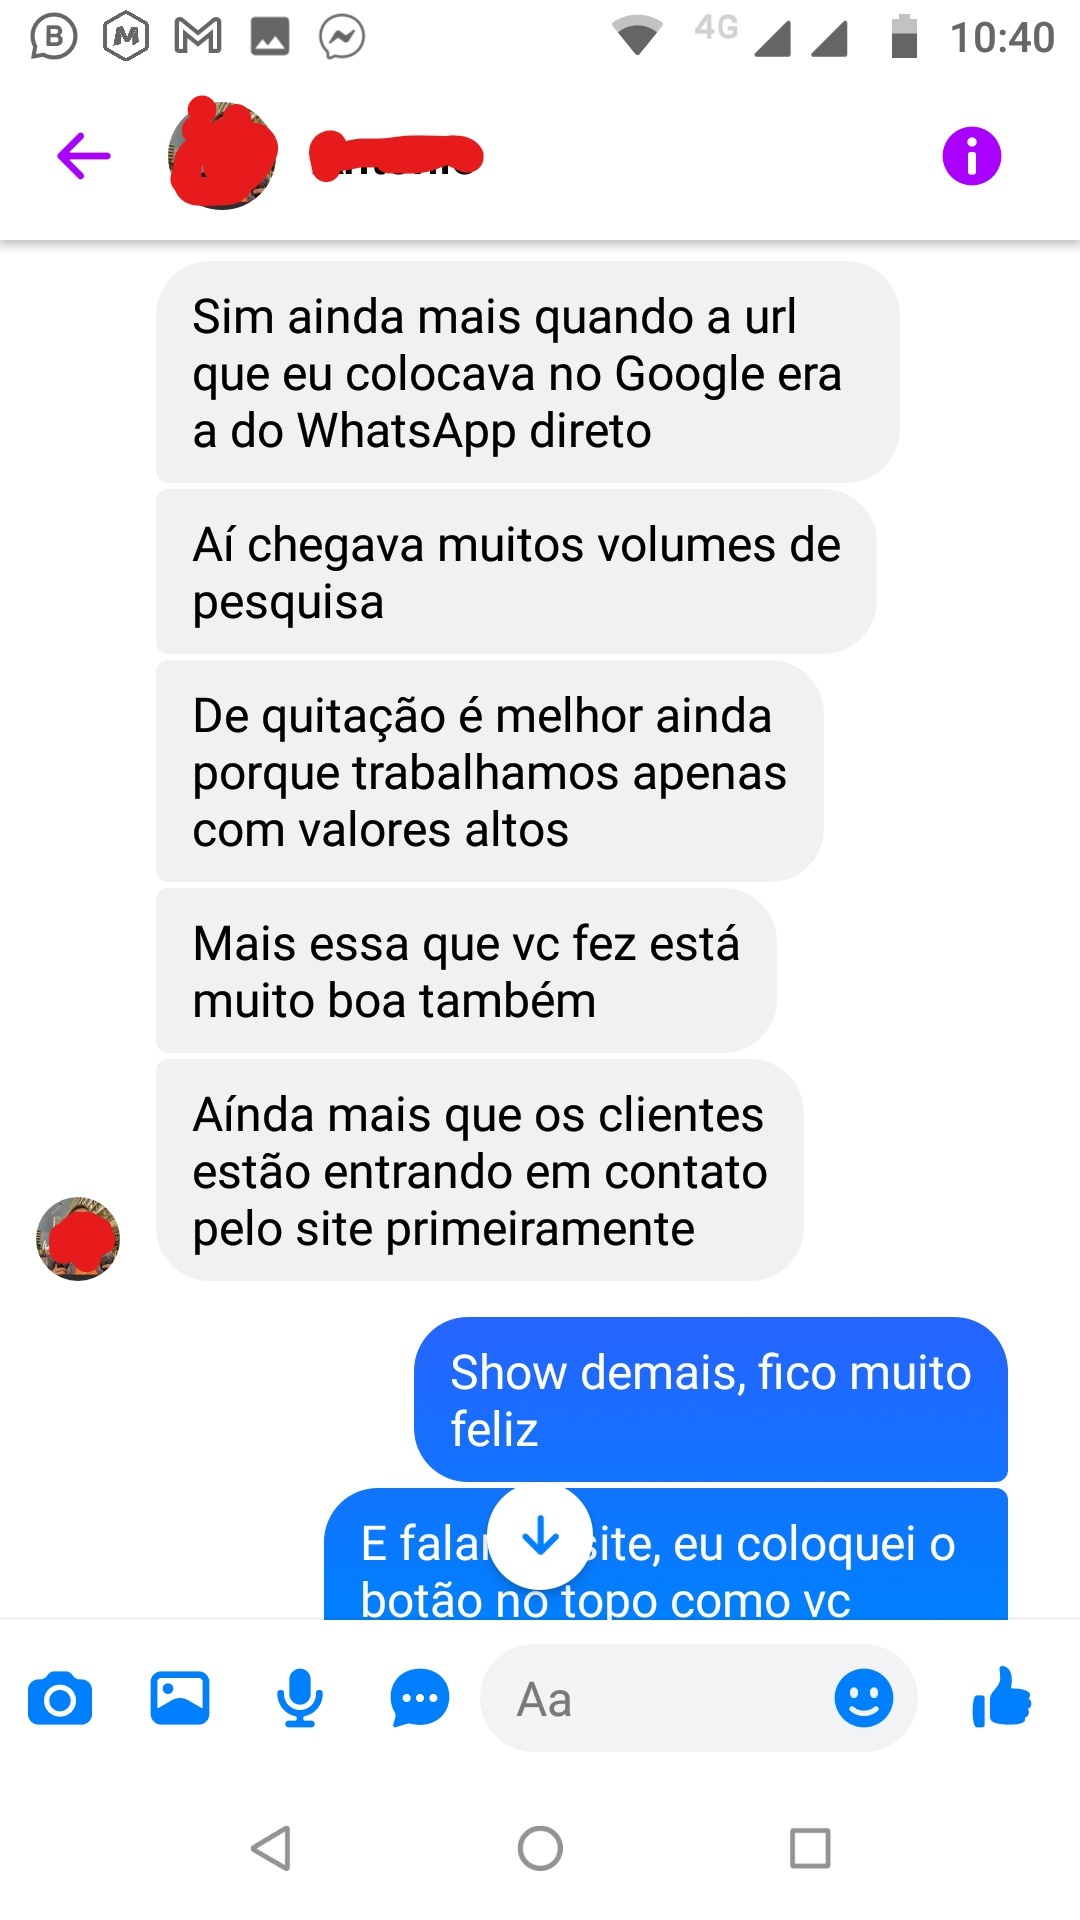 4G 10:40
Sim ainda mais quando a url
que eu colocava no Google era
a do WhatsApp direto
Aí chegava muitos volumes de
pesquisa
De quitação é melhor ainda
porque trabalhamos apenas
com valores altos
Mais essa que vc fez está
muito boa também
Aínda mais que os clientes
estão entrando em contato
pelo site primeiramente
Show demais, fico muito
feliz
E site, eu coloquei o
botão no topo como vc
Aa